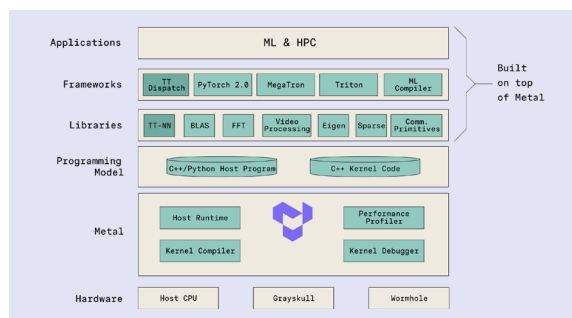 Applications
ML & HPC
Built
on top
of Metal
Frameworks
TT
Dispatch
PyTorch 2.0
MegaTron
Triton
ML
Compiler
Libraries
TT-NN
BLAS
FFT
Video
Processing
Eigen
Sparse
Comm.
Primitives
Programming
Model
C++/Python Host Program
C++ Kernel Code
Metal
Host Runtime
Performance
Profiler
Kernel Compiler
Kernel Debugger
Hardware
Host CPU
Grayskull
Wormhole